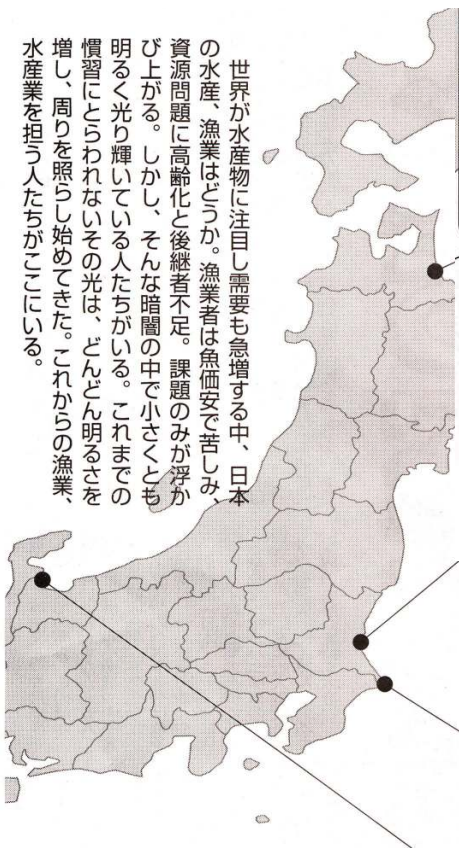 世界が水産物に注目し需要も急増する中、日本
の水産、漁業はどうか。漁業者は魚価安で苦しみ、
資源問題に高齢化と後継者不足。課題のみが浮か
び上がる。しかし、そんな暗闇の中で小さくとも
明るく光り輝いている人たちがいる。これまでの
慣習にとらわれないその光は、どんどん明るさを
増し、周りを照らし始めてきた。これからの漁業、
水産業を担う人たちがここにいる。